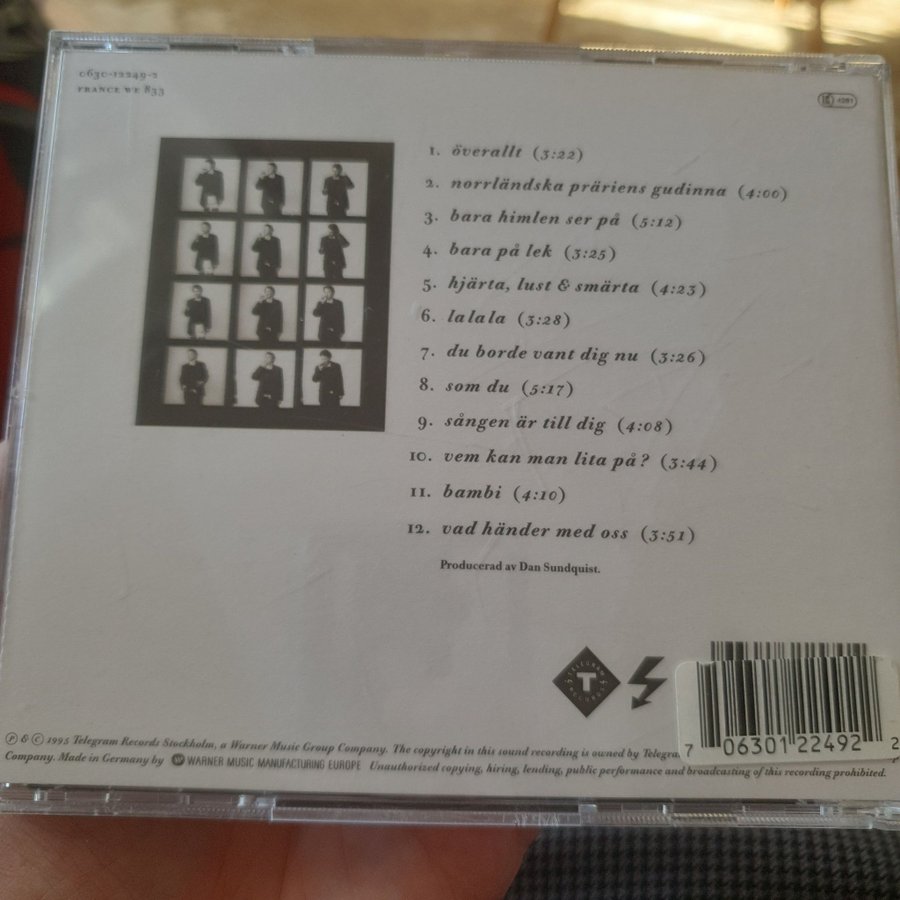 0630-12249-2
FRANCE WE 833
4281
1. överallt (3:22)
2. norrländska präriens gudinna (4:00)
3. bara himlen ser på (5:12)
4. bara på lek (3:25)
5. hjärta, lust & smärta (4:23)
6. la la la (3:28)
7. du borde vant dig nu (3:26)
8. som du (5:17)
9. sången är till dig (4:08)
10. vem kan man lita på? (3:44)
11. bambi (4:10)
12. vad händer med oss (3:51)
Producerad av Dan Sundquist.
TELEGRAM
T
RECORDS
Ⓟ & © 1995 Telegram Records Stockholm, a Warner Music Group Company. The copyright in this sound recording is owned by Telegra
Company. Made in Germany by WARNER MUSIC MANUFACTURING EUROPE Unauthorized copying, hiring, lending, public performance and broadcasting of this recording prohibited.
7 06301 22492 2